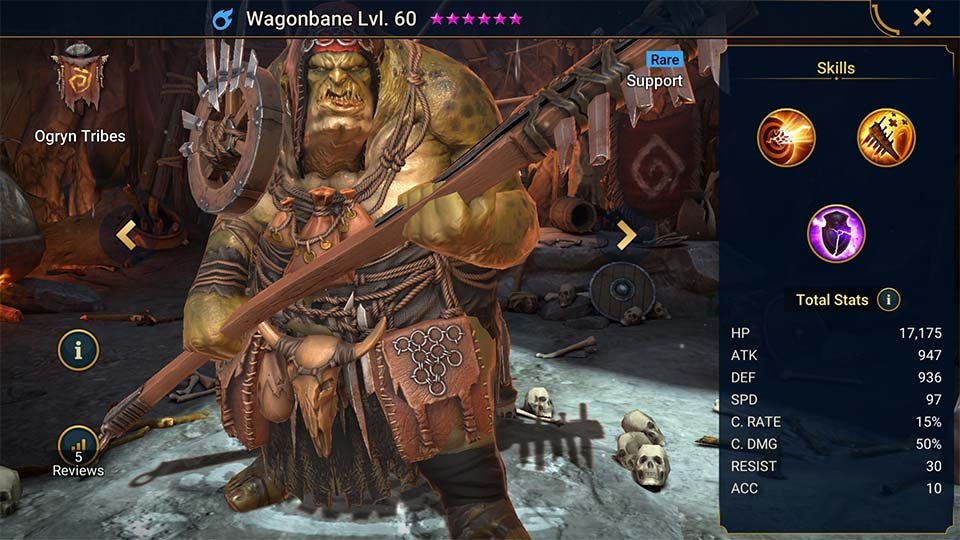 Wagonbane Lvl. 60
Rare
Support
Ogryn Tribes
5
Reviews
Skills
Total Stats i
HP 17,175
ATK 947
DEF 936
SPD 97
C. RATE 15%
C. DMG 50%
RESIST 30
ACC 10
i